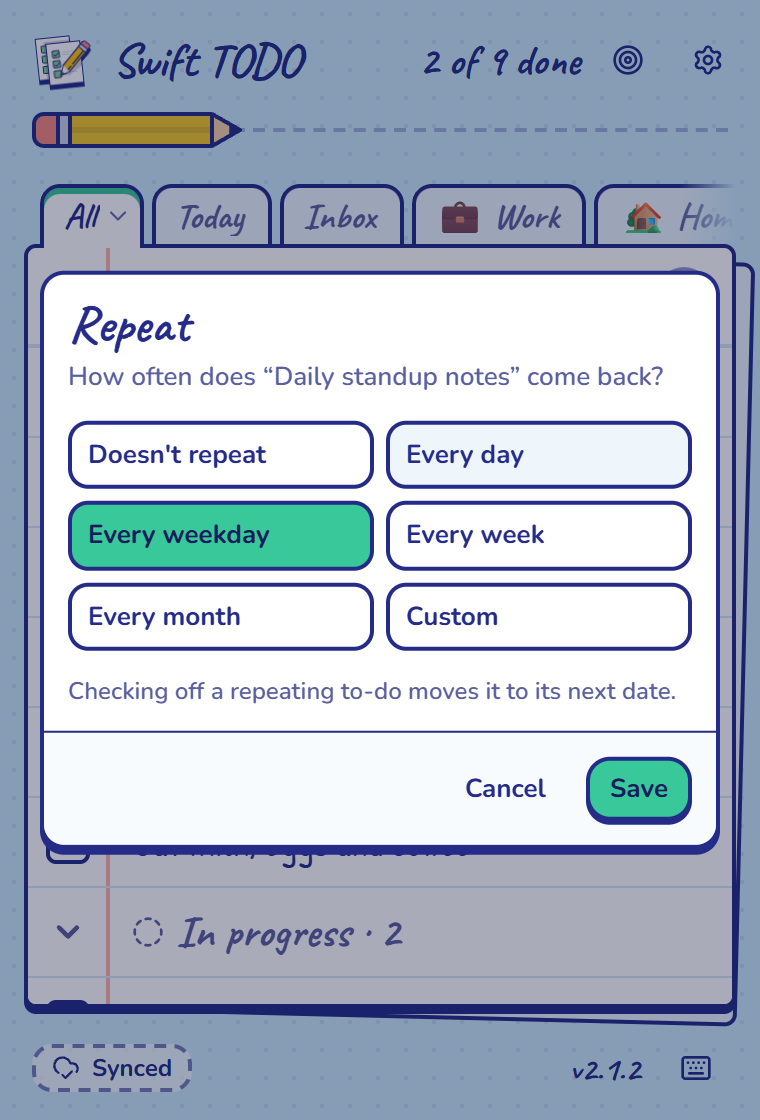 Swift TODO
2 of 9 done
All
Today
Inbox
Work
Repeat
How often does “Daily standup notes” come back?
Doesn't repeat
Every day
Every weekday
Every week
Every month
Custom
Checking off a repeating to-do moves it to its next date.
Cancel
Save
In progress · 2
Synced
v2.1.2